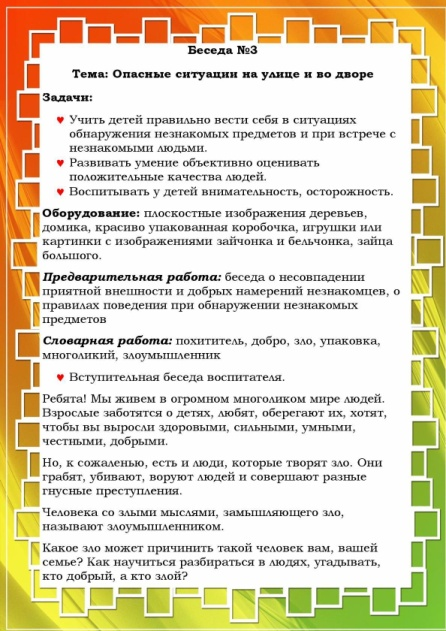 Беседа №3
Тема: Опасные ситуации на улице и во дворе
Задачи:
Учить детей правильно вести себя в ситуациях
обнаружения незнакомых предметов и при встрече с
незнакомыми людьми.
Развивать умение объективно оценивать
положительные качества людей.
Воспитывать у детей внимательность, осторожность.
Оборудование: плоскостные изображения деревьев,
домика, красиво упакованная коробочка, игрушки или
картинки с изображениями зайчонка и бельчонка, зайца
большого.
Предварительная работа: беседа о несовпадении
приятной внешности и добрых намерений незнакомцев, о
правилах поведения при обнаружении незнакомых
предметов
Словарная работа: похититель, добро, зло, упаковка,
многоликий, злоумышленник
Вступительная беседа воспитателя.
Ребята! Мы живем в огромном многоликом мире людей.
Взрослые заботятся о детях, любят, оберегают их, хотят,
чтобы вы выросли здоровыми, сильными, умными,
честными, добрыми.
Но, к сожаленью, есть и люди, которые творят зло. Они
грабят, убивают, воруют людей и совершают разные
гнусные преступления.
Человека со злыми мыслями, замышляющего зло,
называют злоумышленником.
Какое зло может причинить такой человек вам, вашей
семье? Как научиться разбираться в людях, угадывать,
кто добрый, а кто злой?